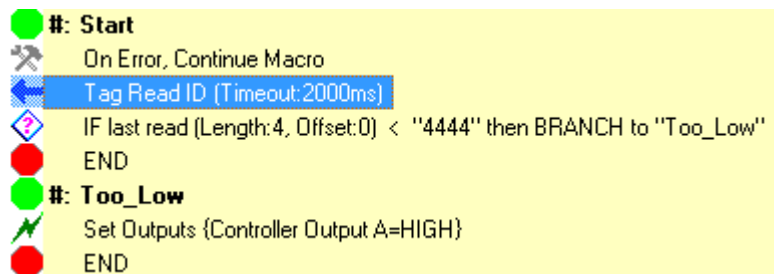 #: Start
On Error, Continue Macro
Tag Read ID (Timeout:2000ms)
IF last read (Length:4, Offset:0) < "4444" then BRANCH to "Too_Low"
END
#: Too_Low
Set Outputs {Controller Output A=HIGH}
END